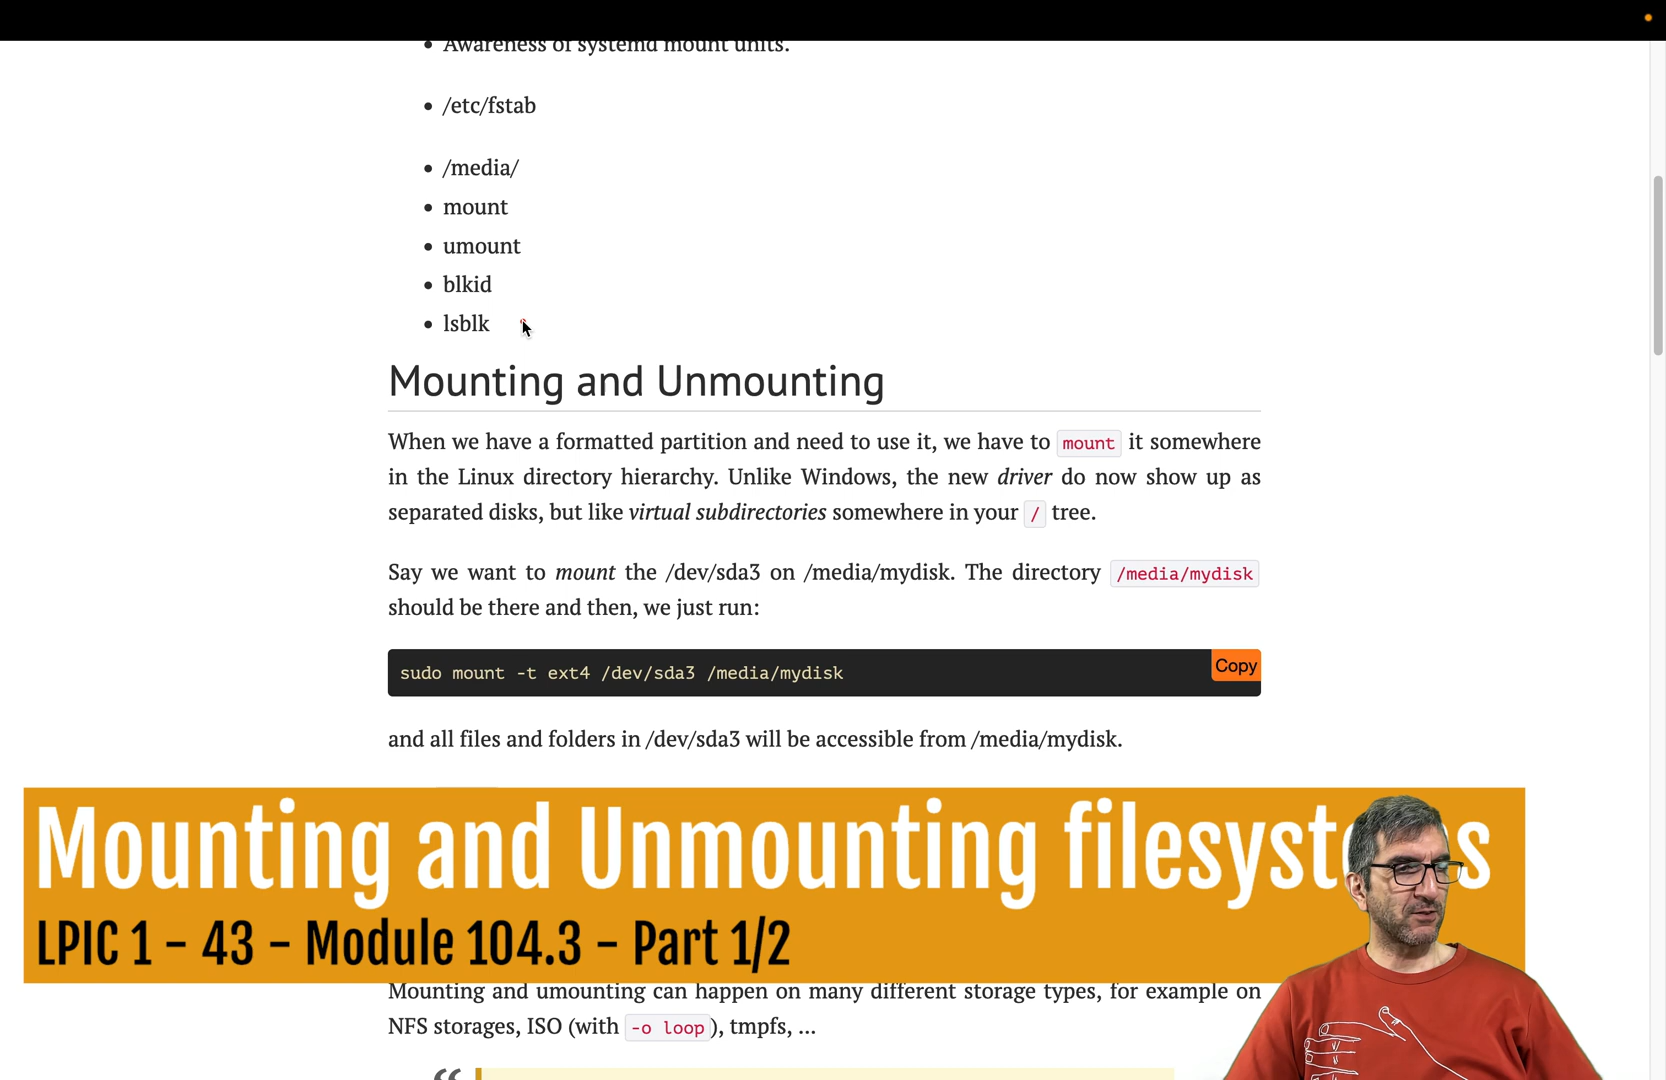 Awareness of systemd mount units.
/etc/fstab
/media/
mount
umount
blkid
lsblk
Mounting and Unmounting
When we have a formatted partition and need to use it, we have to mount it somewhere
in the Linux directory hierarchy. Unlike Windows, the new driver do now show up as
separated disks, but like virtual subdirectories somewhere in your / tree.
Say we want to mount the /dev/sda3 on /media/mydisk. The directory /media/mydisk
should be there and then, we just run:
sudo mount -t ext4 /dev/sda3 /media/mydisk
Copy
and all files and folders in /dev/sda3 will be accessible from /media/mydisk.
Mounting and Unmounting filesystems
LPIC 1 - 43 - Module 104.3 - Part 1/2
Mounting and umounting can happen on many different storage types, for example on
NFS storages, ISO (with -o loop), tmpfs, ...